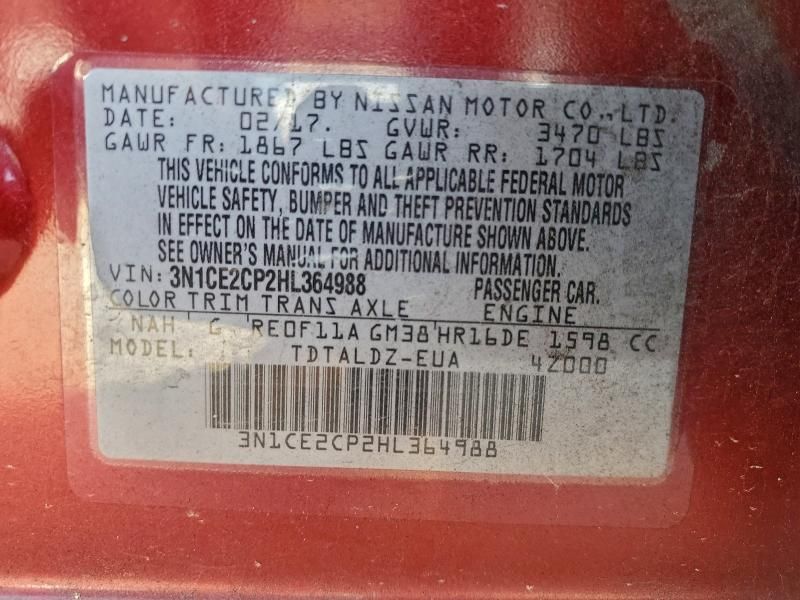 MANUFACTURED BY NISSAN MOTOR CO., LTD.
DATE: 02/17. GVWR: 3470 LBS
GAWR FR: 1867 LBS GAWR RR: 1704 LBS
THIS VEHICLE CONFORMS TO ALL APPLICABLE FEDERAL MOTOR
VEHICLE SAFETY, BUMPER AND THEFT PREVENTION STANDARDS
IN EFFECT ON THE DATE OF MANUFACTURE SHOWN ABOVE.
SEE OWNER'S MANUAL FOR ADDITIONAL INFORMATION.
VIN: 3N1CE2CP2HL364988 PASSENGER CAR.
COLOR TRIM TRANS AXLE ENGINE
NAH G RE0F11A GM38 HR16DE 1598 CC
MODEL: TDTALDZ-EUA 4Z000
3N1CE2CP2HL364988